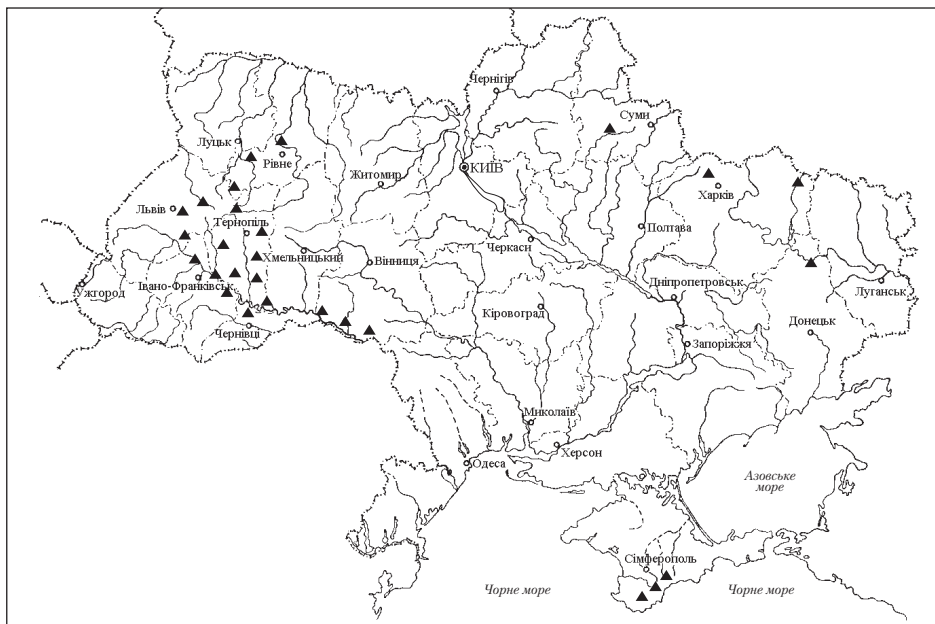 Чернігів
Суми
Луцьк
Рівне
КИЇВ
Житомир
Харків
Львів
Тернопіль
Полтава
Хмельницький
Черкаси
Вінниця
Івано-Франківськ
Ужгород
Дніпропетровськ
Луганськ
Кіровоград
Донецьк
Чернівці
Запоріжжя
Миколаїв
Херсон
Одеса
Азовське
море
Сімферополь
Чорне море
Чорне море